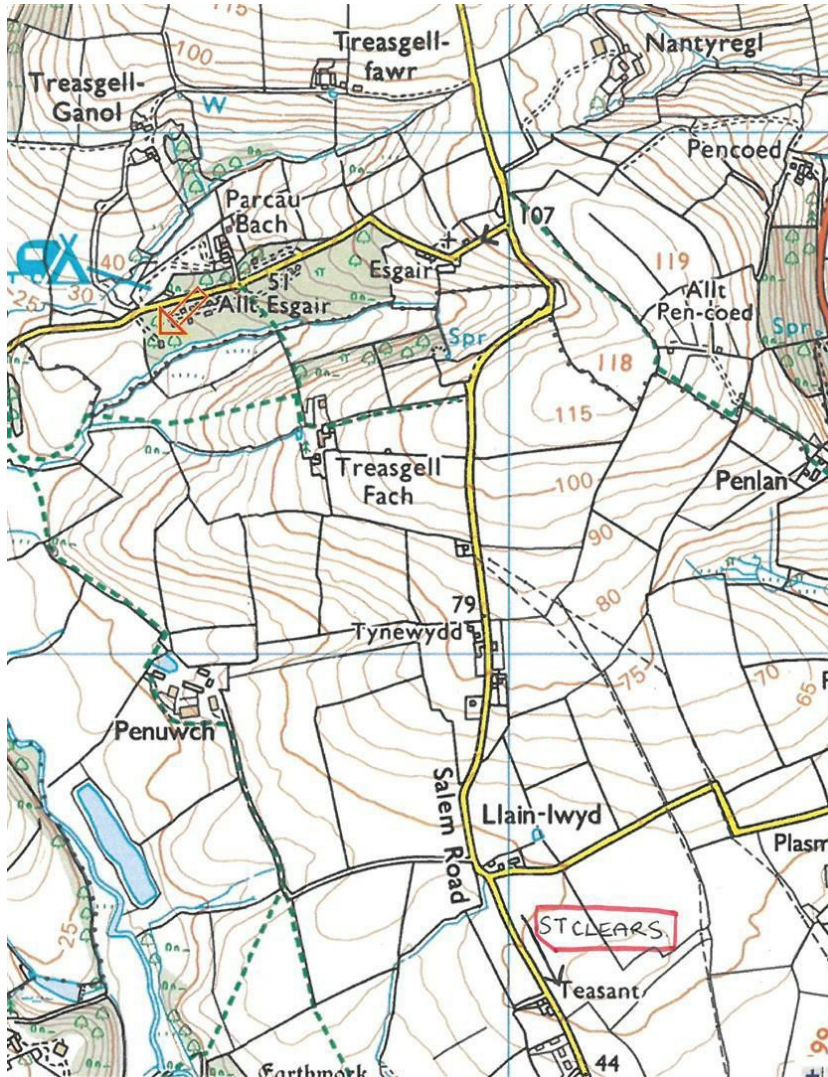 115
100
Treasgell-
fawr
Nantyregl
Treasgell-
Ganol
W
Pencoed
Parcau
Bach
107
40
30
25
51
Esgair
119
Allt Esgair
Allt
Pen-coed
Spr
Spr
118
115
Treasgell
Fach
100
Penlan
90
79
80
Tynewydd
75
70
65
Penuwch
Salem Road
Llain-lwyd
Plasm
25
ST CLEARS
Teasant
44
Earthwork
99